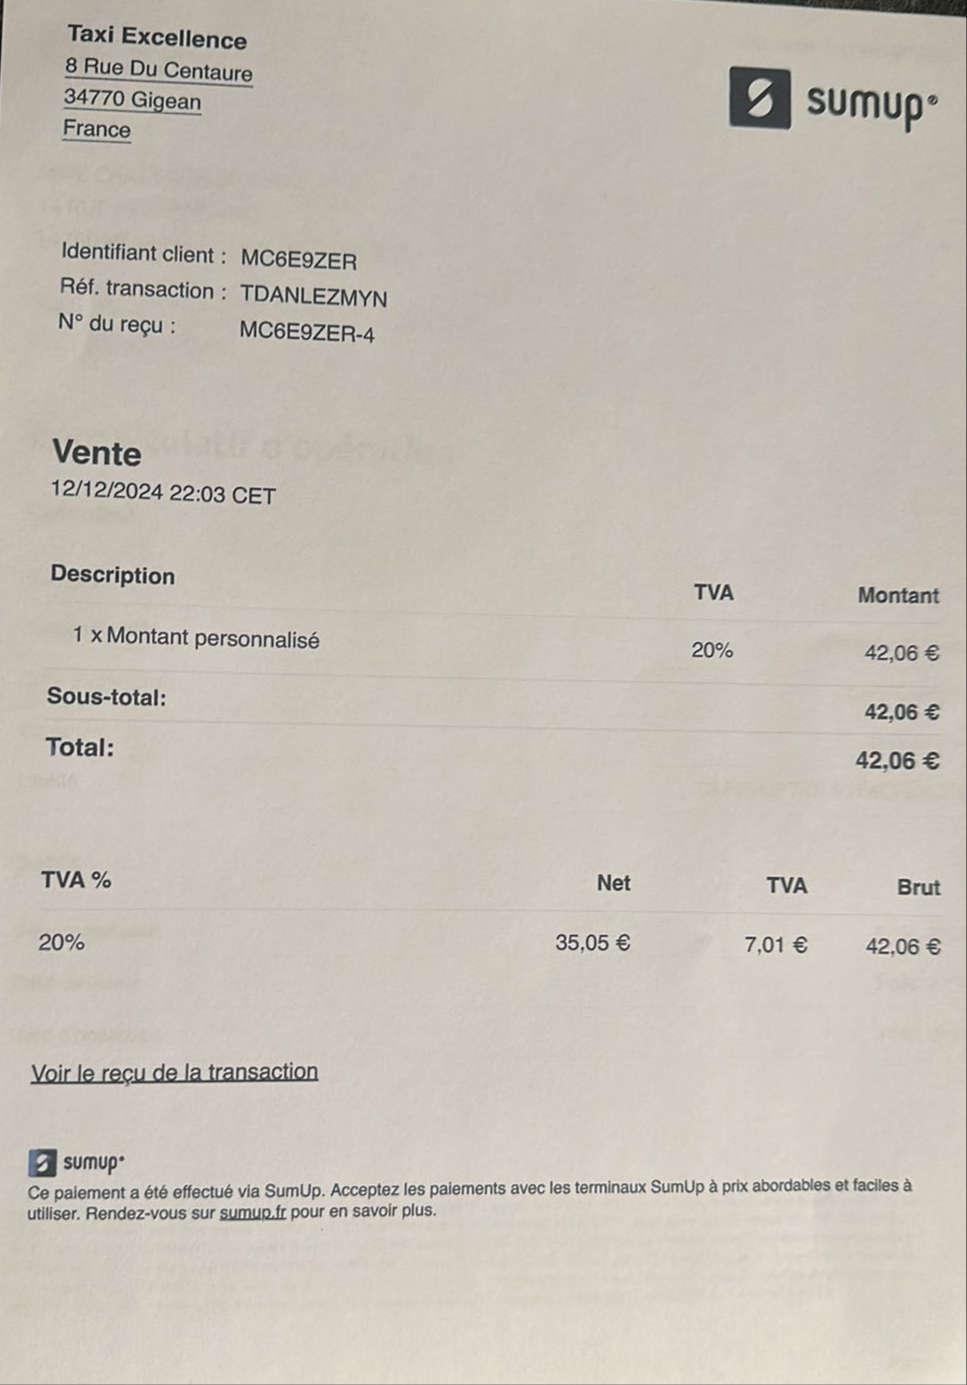 Taxi Excellence
8 Rue Du Centaure
34770 Gigean
France
sumup®
Identifiant client : MC6E9ZER
Réf. transaction : TDANLEZMYN
N° du reçu : MC6E9ZER-4
Vente
12/12/2024 22:03 CET
Description TVA Montant
1 x Montant personnalisé 20% 42,06 €
Sous-total: 42,06 €
Total: 42,06 €
TVA % Net TVA Brut
20% 35,05 € 7,01 € 42,06 €
Voir le reçu de la transaction
sumup®
Ce paiement a été effectué via SumUp. Acceptez les paiements avec les terminaux SumUp à prix abordables et faciles à
utiliser. Rendez-vous sur sumup.fr pour en savoir plus.